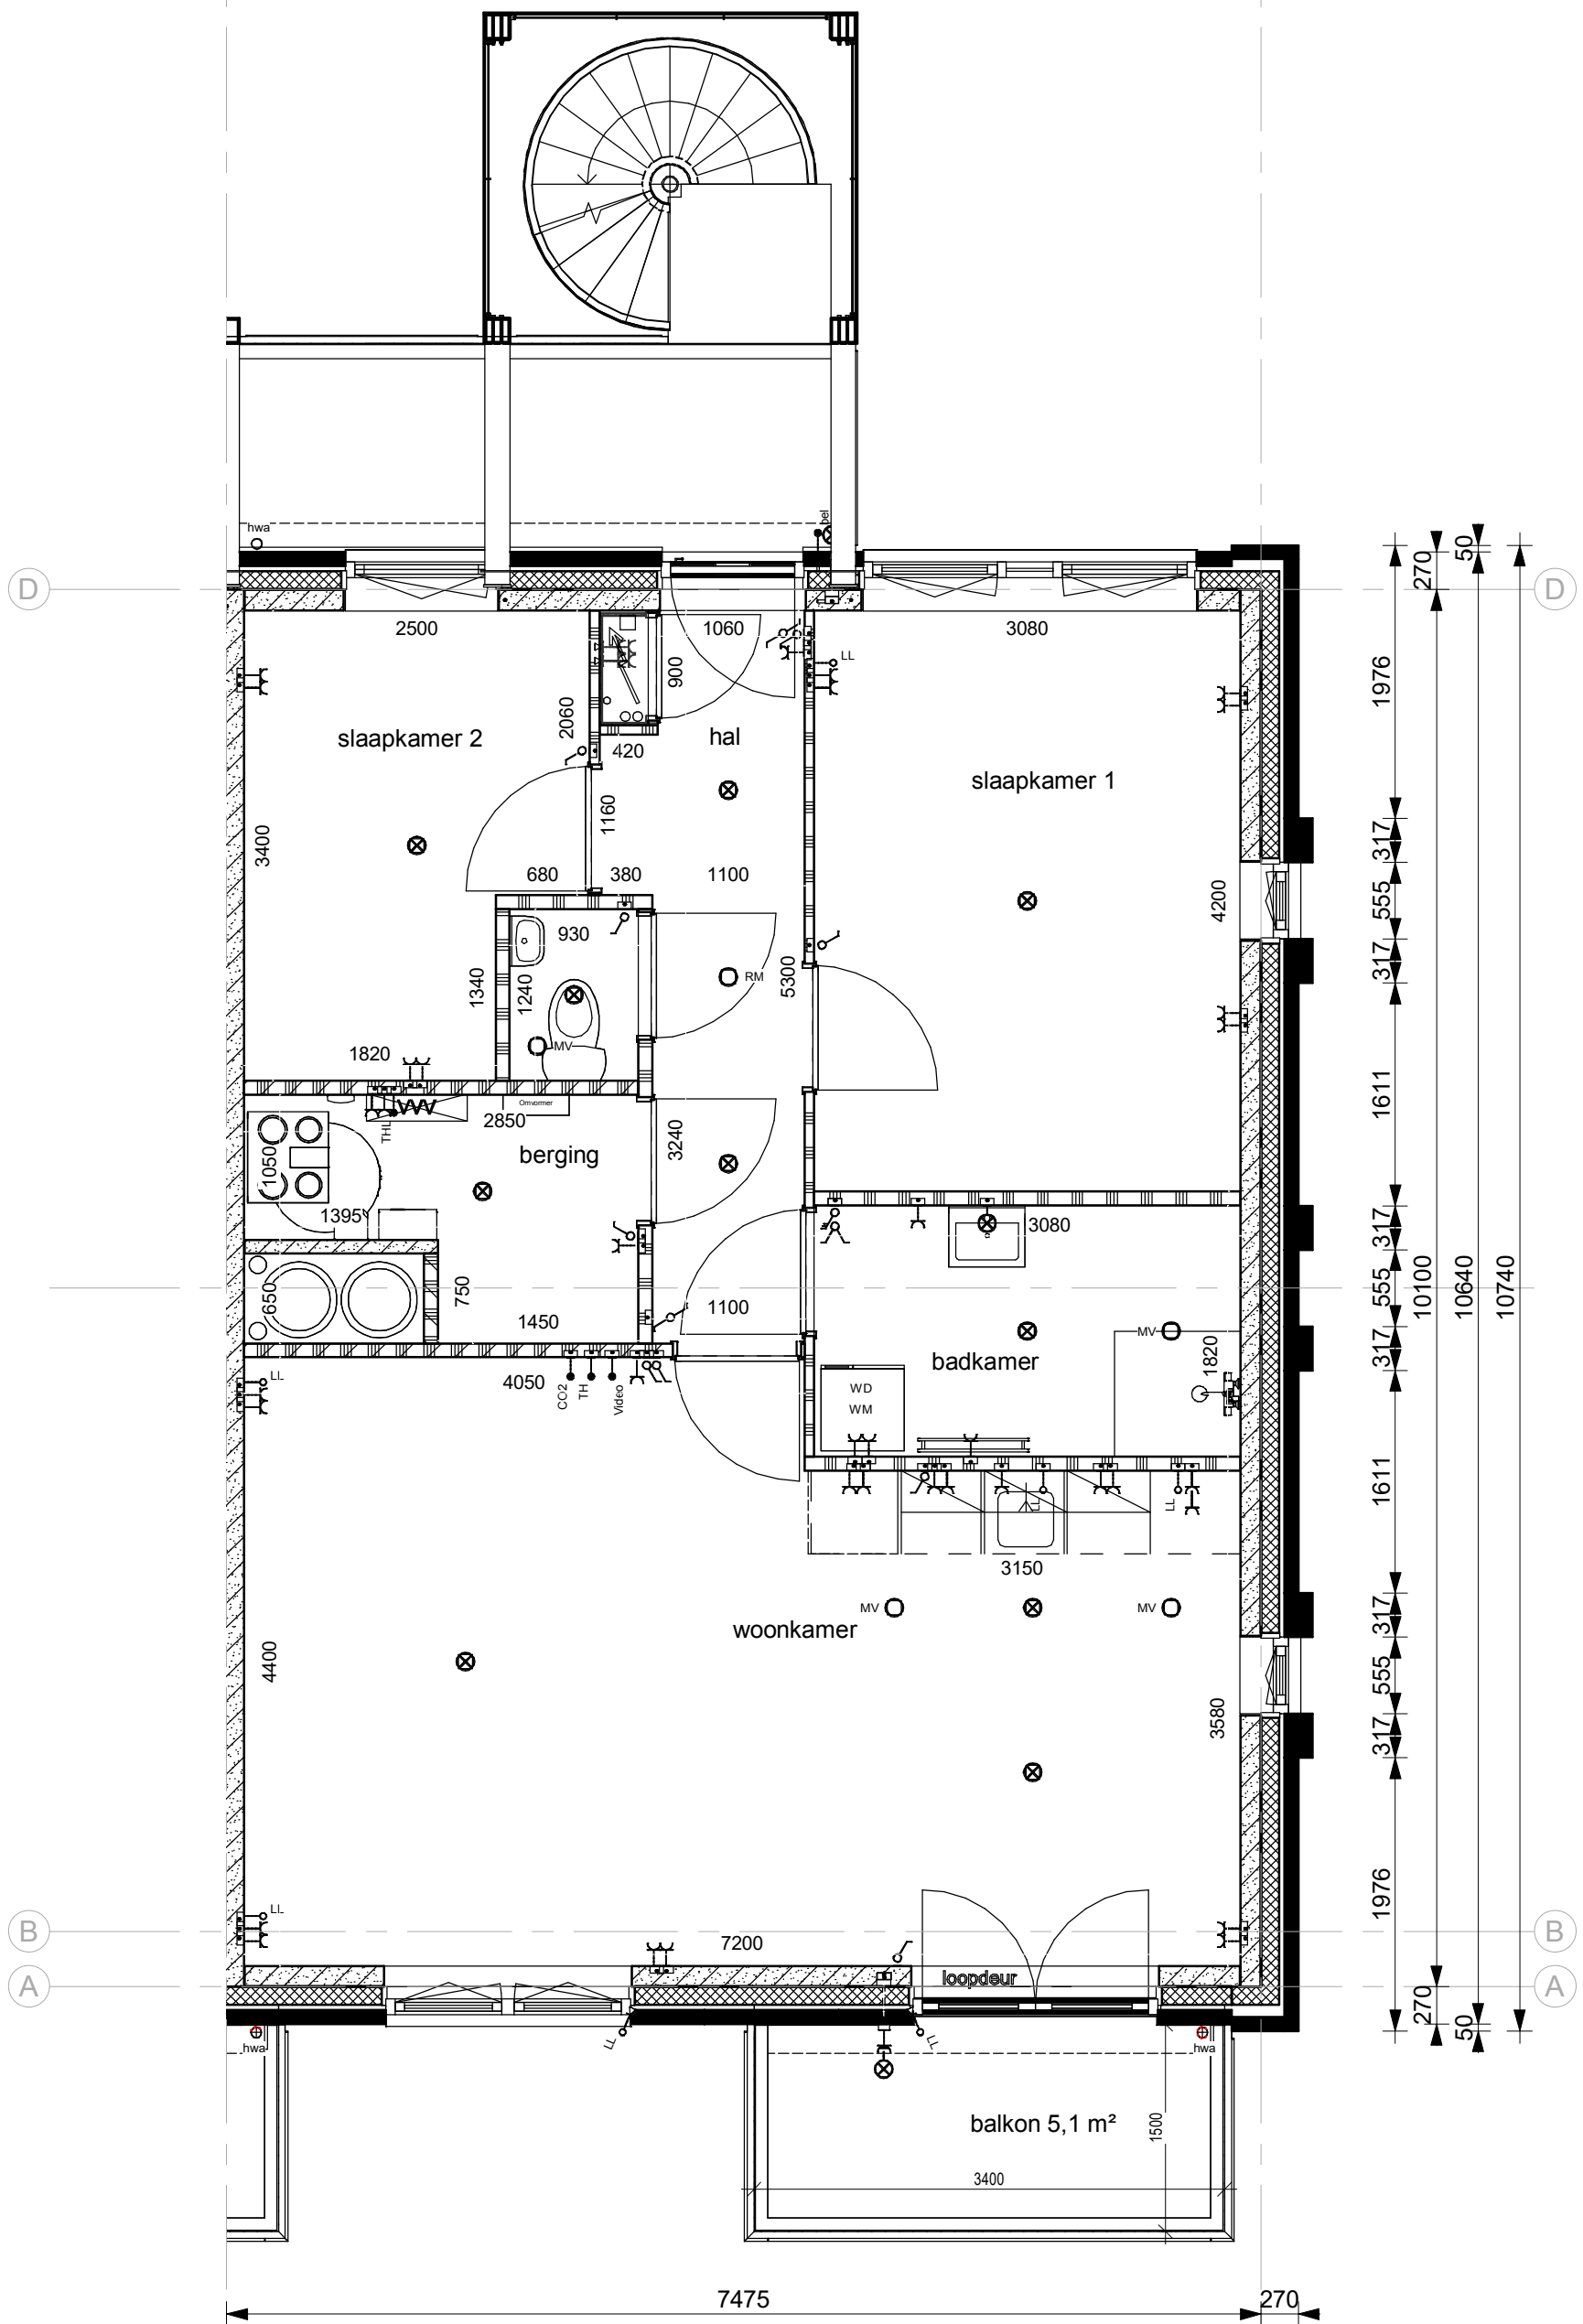 hwa
bel
D
D
270
50
2500
1060
3080
900
LL
1976
2060
slaapkamer 2
420
hal
slaapkamer 1
1160
3400
317
680
380
1100
4200
555
930
317
1340
1240
5300
RM
MV
1820
1611
Omvormer
2850
THL
3240
berging
1050
1395
3080
317
650
750
1450
1100
555
10100
10640
10740
MV
317
badkamer
1820
LL
4050
CO2
TH
Video
WD
WM
1611
LL
LL
3150
MV
MV
317
woonkamer
4400
555
3580
317
1976
LL
B
B
7200
A
loopdeur
A
270
50
hwa
LL
LL
hwa
balkon 5,1 m²
1500
3400
7475
270